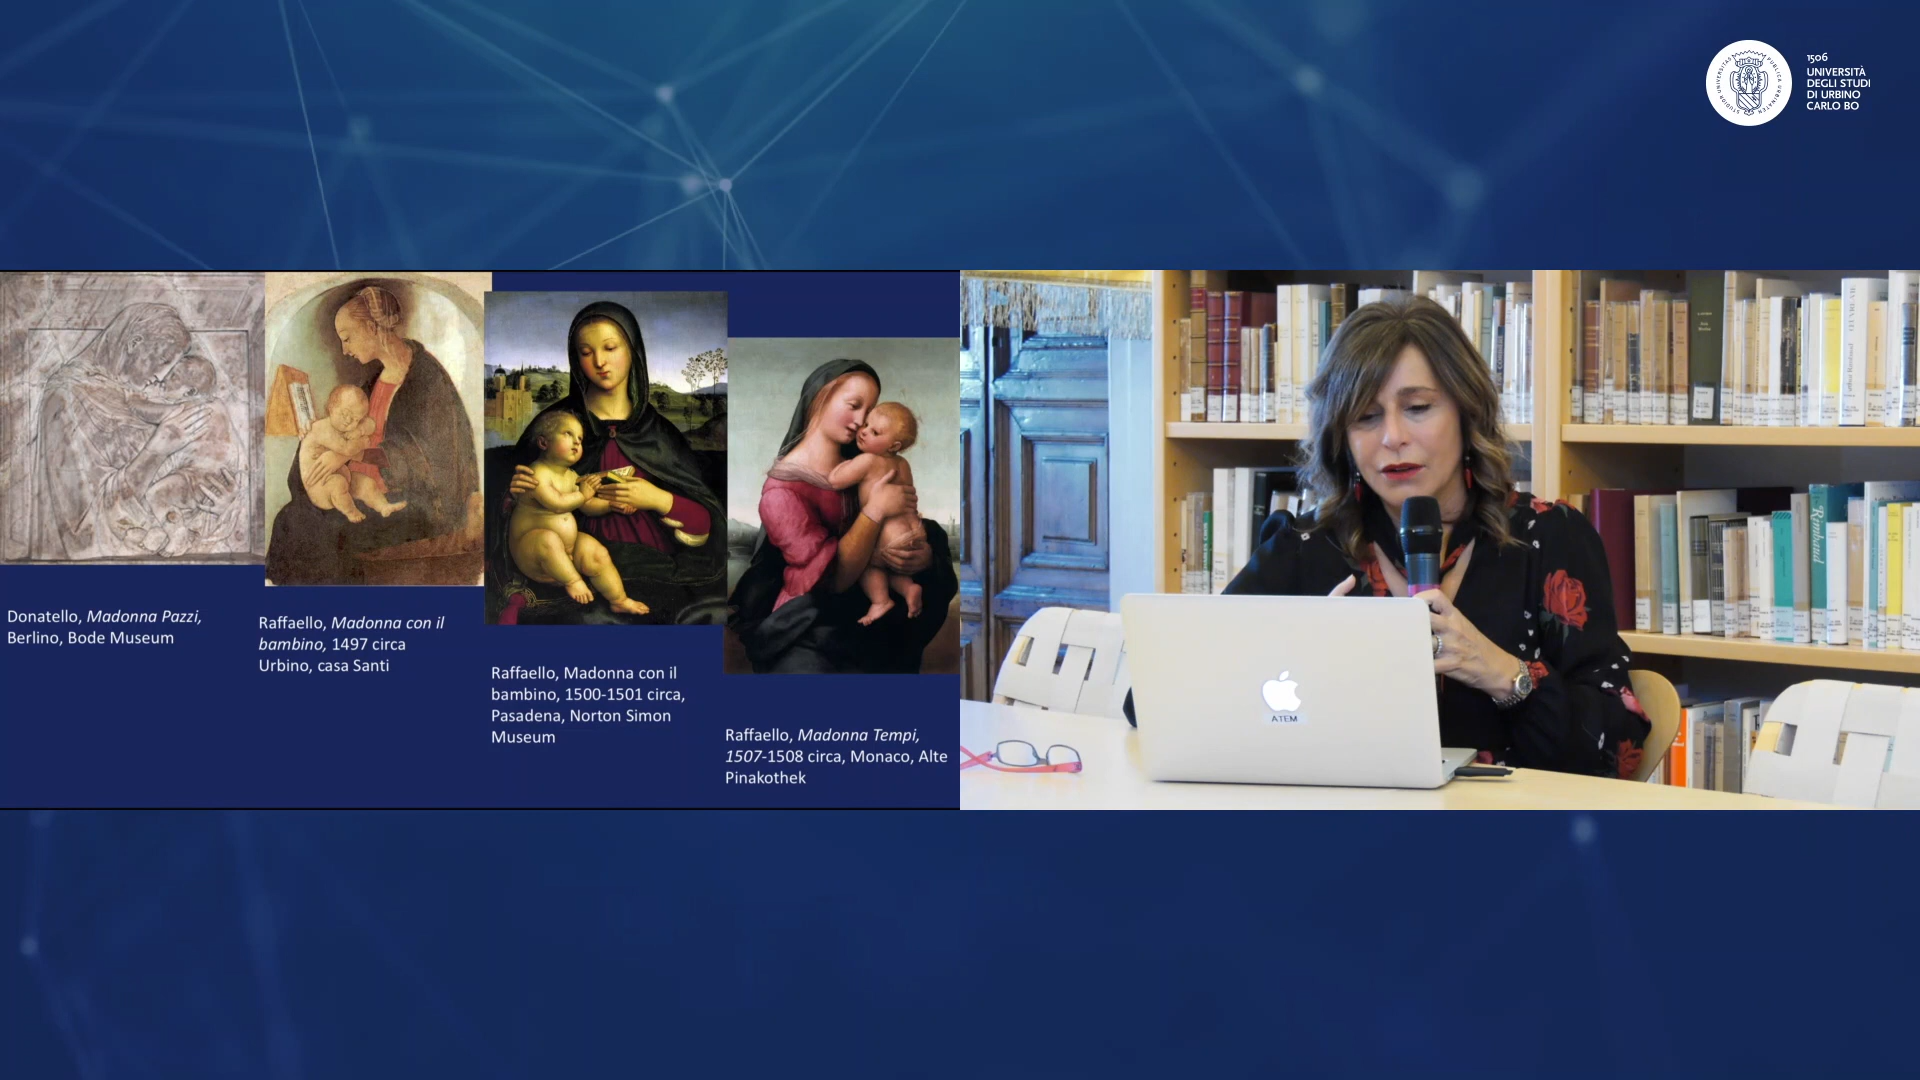 1506
UNIVERSITÀ
DEGLI STUDI
DI URBINO
CARLO BO
Donatello, Madonna Pazzi,
Berlino, Bode Museum
Raffaello, Madonna con il
bambino, 1497 circa
Urbino, casa Santi
Raffaello, Madonna con il
bambino, 1500-1501 circa,
Pasadena, Norton Simon
Museum
Raffaello, Madonna Tempi,
1507-1508 circa, Monaco, Alte
Pinakothek
ATEM
Rimbaud